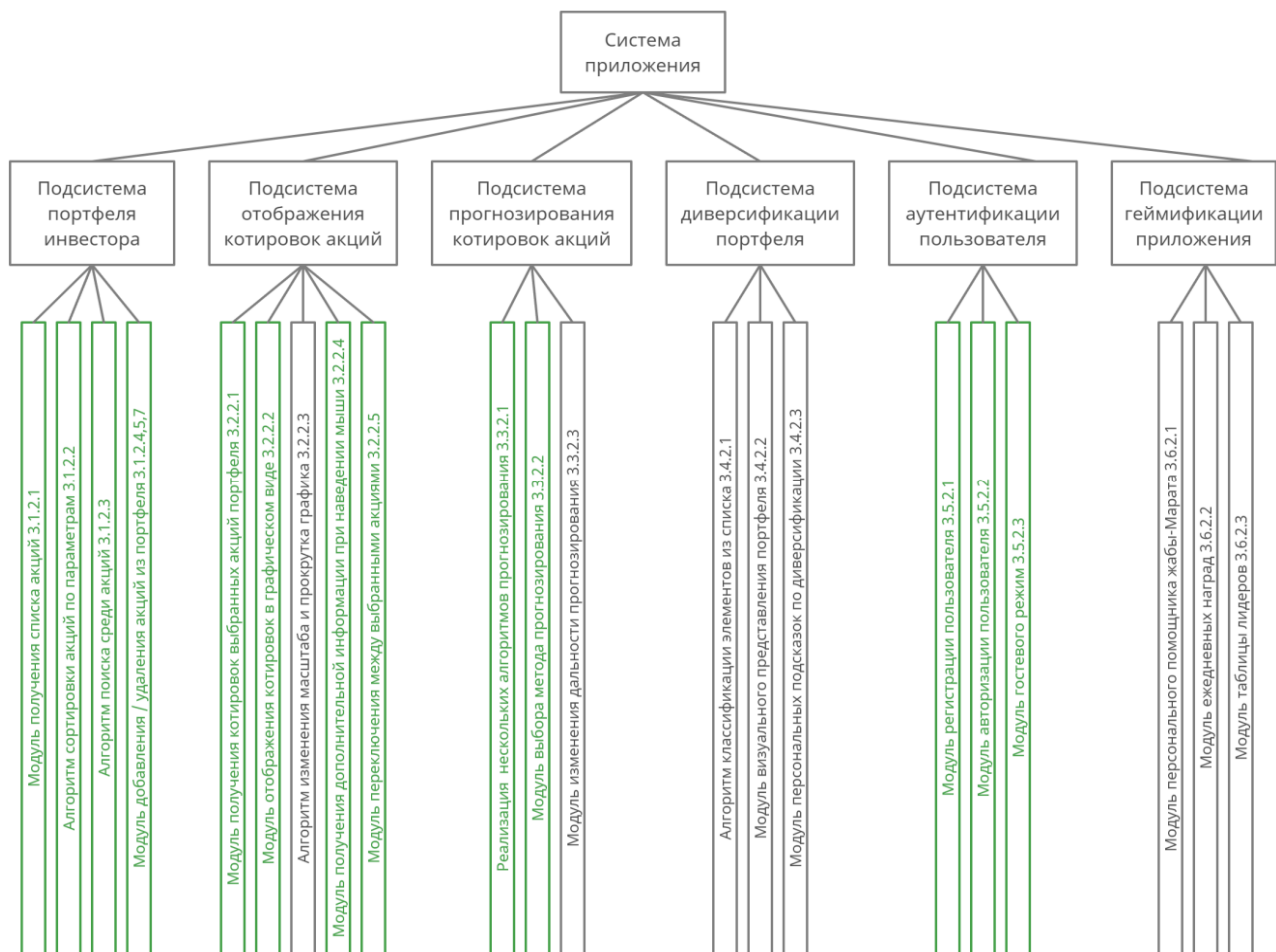 Система
приложения
Подсистема
портфеля
инвестора
Подсистема
отображения
котировок акций
Подсистема
прогнозирования
котировок акций
Подсистема
диверсификации
портфеля
Подсистема
аутентификации
пользователя
Подсистема
геймификации
приложения
Модуль получения списка акций 3.1.2.1
Алгоритм сортировки акций по параметрам 3.1.2.2
Алгоритм поиска среди акций 3.1.2.3
Модуль добавления / удаления акций из портфеля 3.1.2.4,5,7
Модуль получения котировок выбранных акций портфеля 3.2.2.1
Модуль отображения котировок в графическом виде 3.2.2.2
Алгоритм изменения масштаба и прокрутка графика 3.2.2.3
Модуль получения дополнительной информации при наведении мыши 3.2.2.4
Модуль переключения между выбранными акциями 3.2.2.5
Реализация нескольких алгоритмов прогнозирования 3.3.2.1
Модуль выбора метода прогнозирования 3.3.2.2
Модуль изменения дальности прогнозирования 3.3.2.3
Алгоритм классификации элементов из списка 3.4.2.1
Модуль визуального представления портфеля 3.4.2.2
Модуль персональных подсказок по диверсификации 3.4.2.3
Модуль регистрации пользователя 3.5.2.1
Модуль авторизации пользователя 3.5.2.2
Модуль гостевого режим 3.5.2.3
Модуль персонального помощника жабы-Марата 3.6.2.1
Модуль ежедневных наград 3.6.2.2
Модуль таблицы лидеров 3.6.2.3